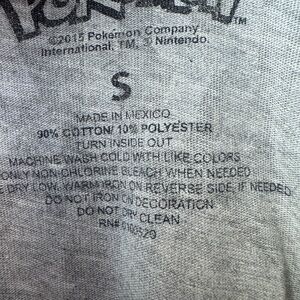 POKéMON™
©2015 Pokémon Company
International, TM, ® Nintendo.
S
MADE IN MEXICO
90% COTTON/ 10% POLYESTER
TURN INSIDE OUT
MACHINE WASH COLD WITH LIKE COLORS
ONLY NON-CHLORINE BLEACH WHEN NEEDED
DRY LOW, WARM IRON ON REVERSE SIDE, IF NEEDED
DO NOT IRON ON DECORATION
DO NOT DRY CLEAN
RN#